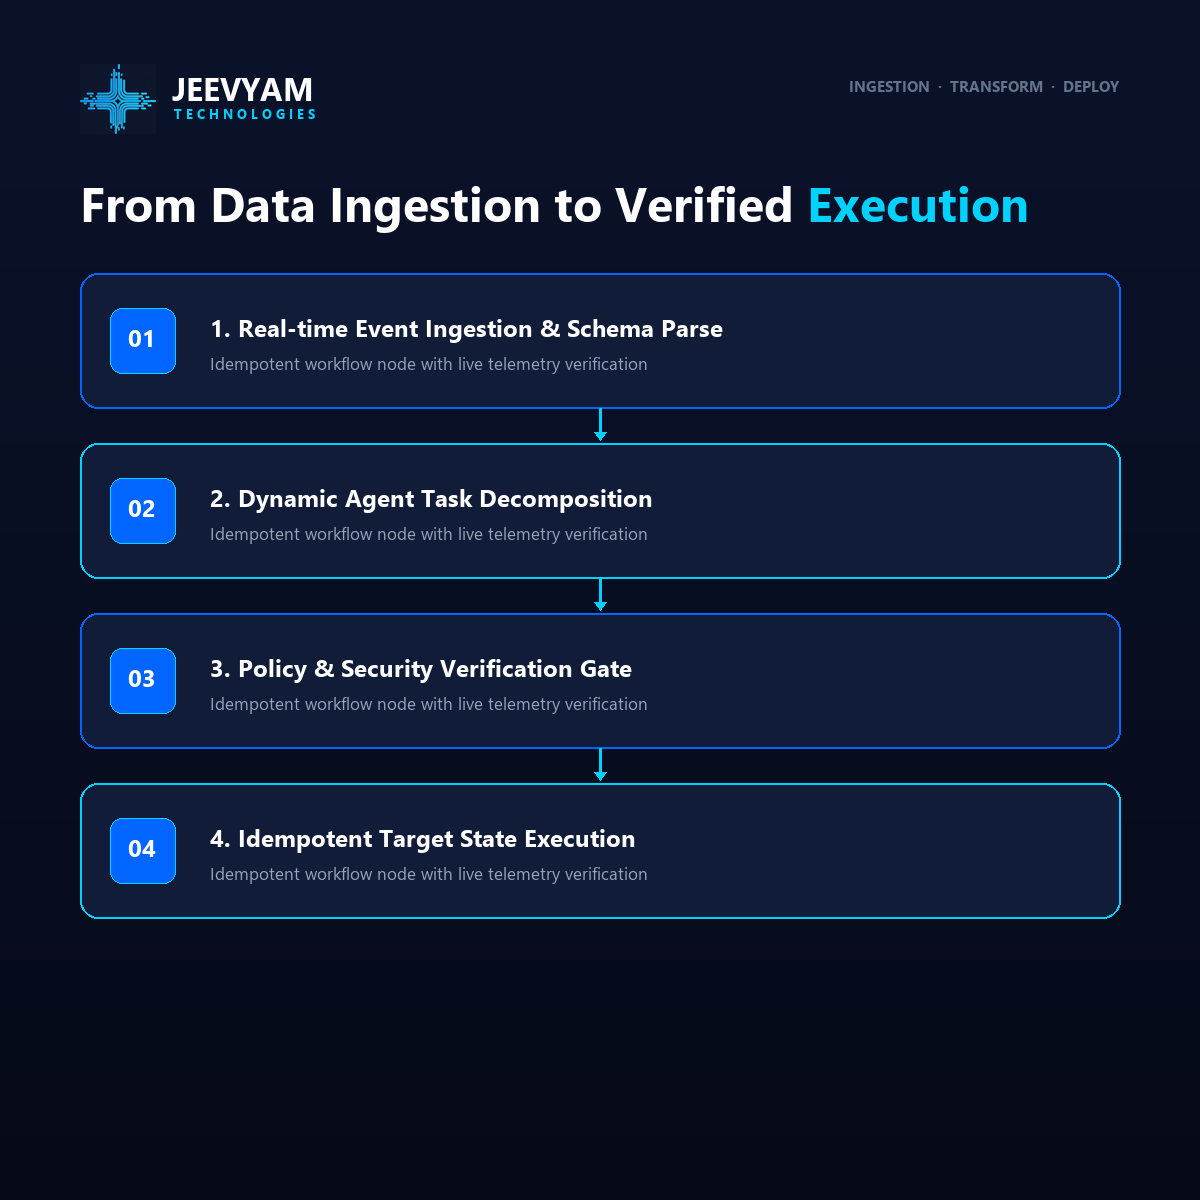 JEEVYAM
TECHNOLOGIES
INGESTION · TRANSFORM · DEPLOY
From Data Ingestion to Verified Execution
01
1. Real-time Event Ingestion & Schema Parse
Idempotent workflow node with live telemetry verification
02
2. Dynamic Agent Task Decomposition
Idempotent workflow node with live telemetry verification
03
3. Policy & Security Verification Gate
Idempotent workflow node with live telemetry verification
04
4. Idempotent Target State Execution
Idempotent workflow node with live telemetry verification